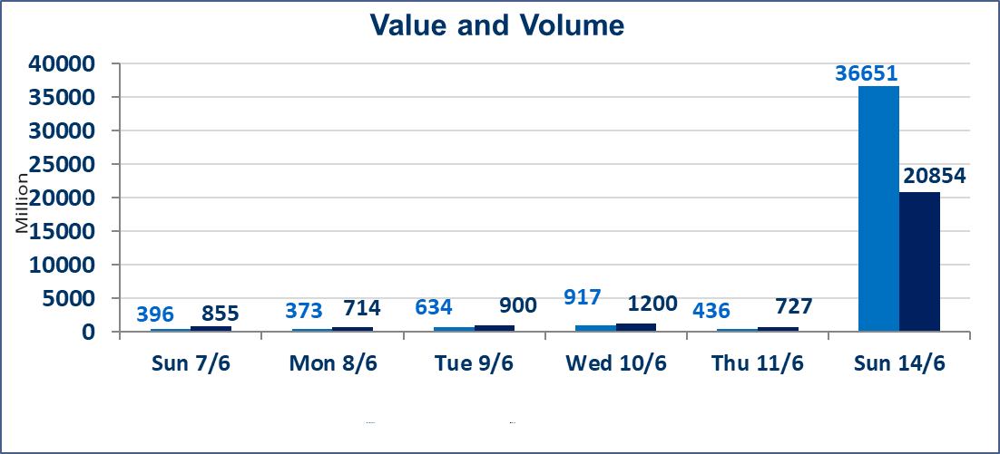 Value and Volume
40000
35000
30000
25000
20000
15000
10000
5000
0
Million
396 855 373 714 634 900 917 1200 436 727 36651 20854
Sun 7/6 Mon 8/6 Tue 9/6 Wed 10/6 Thu 11/6 Sun 14/6